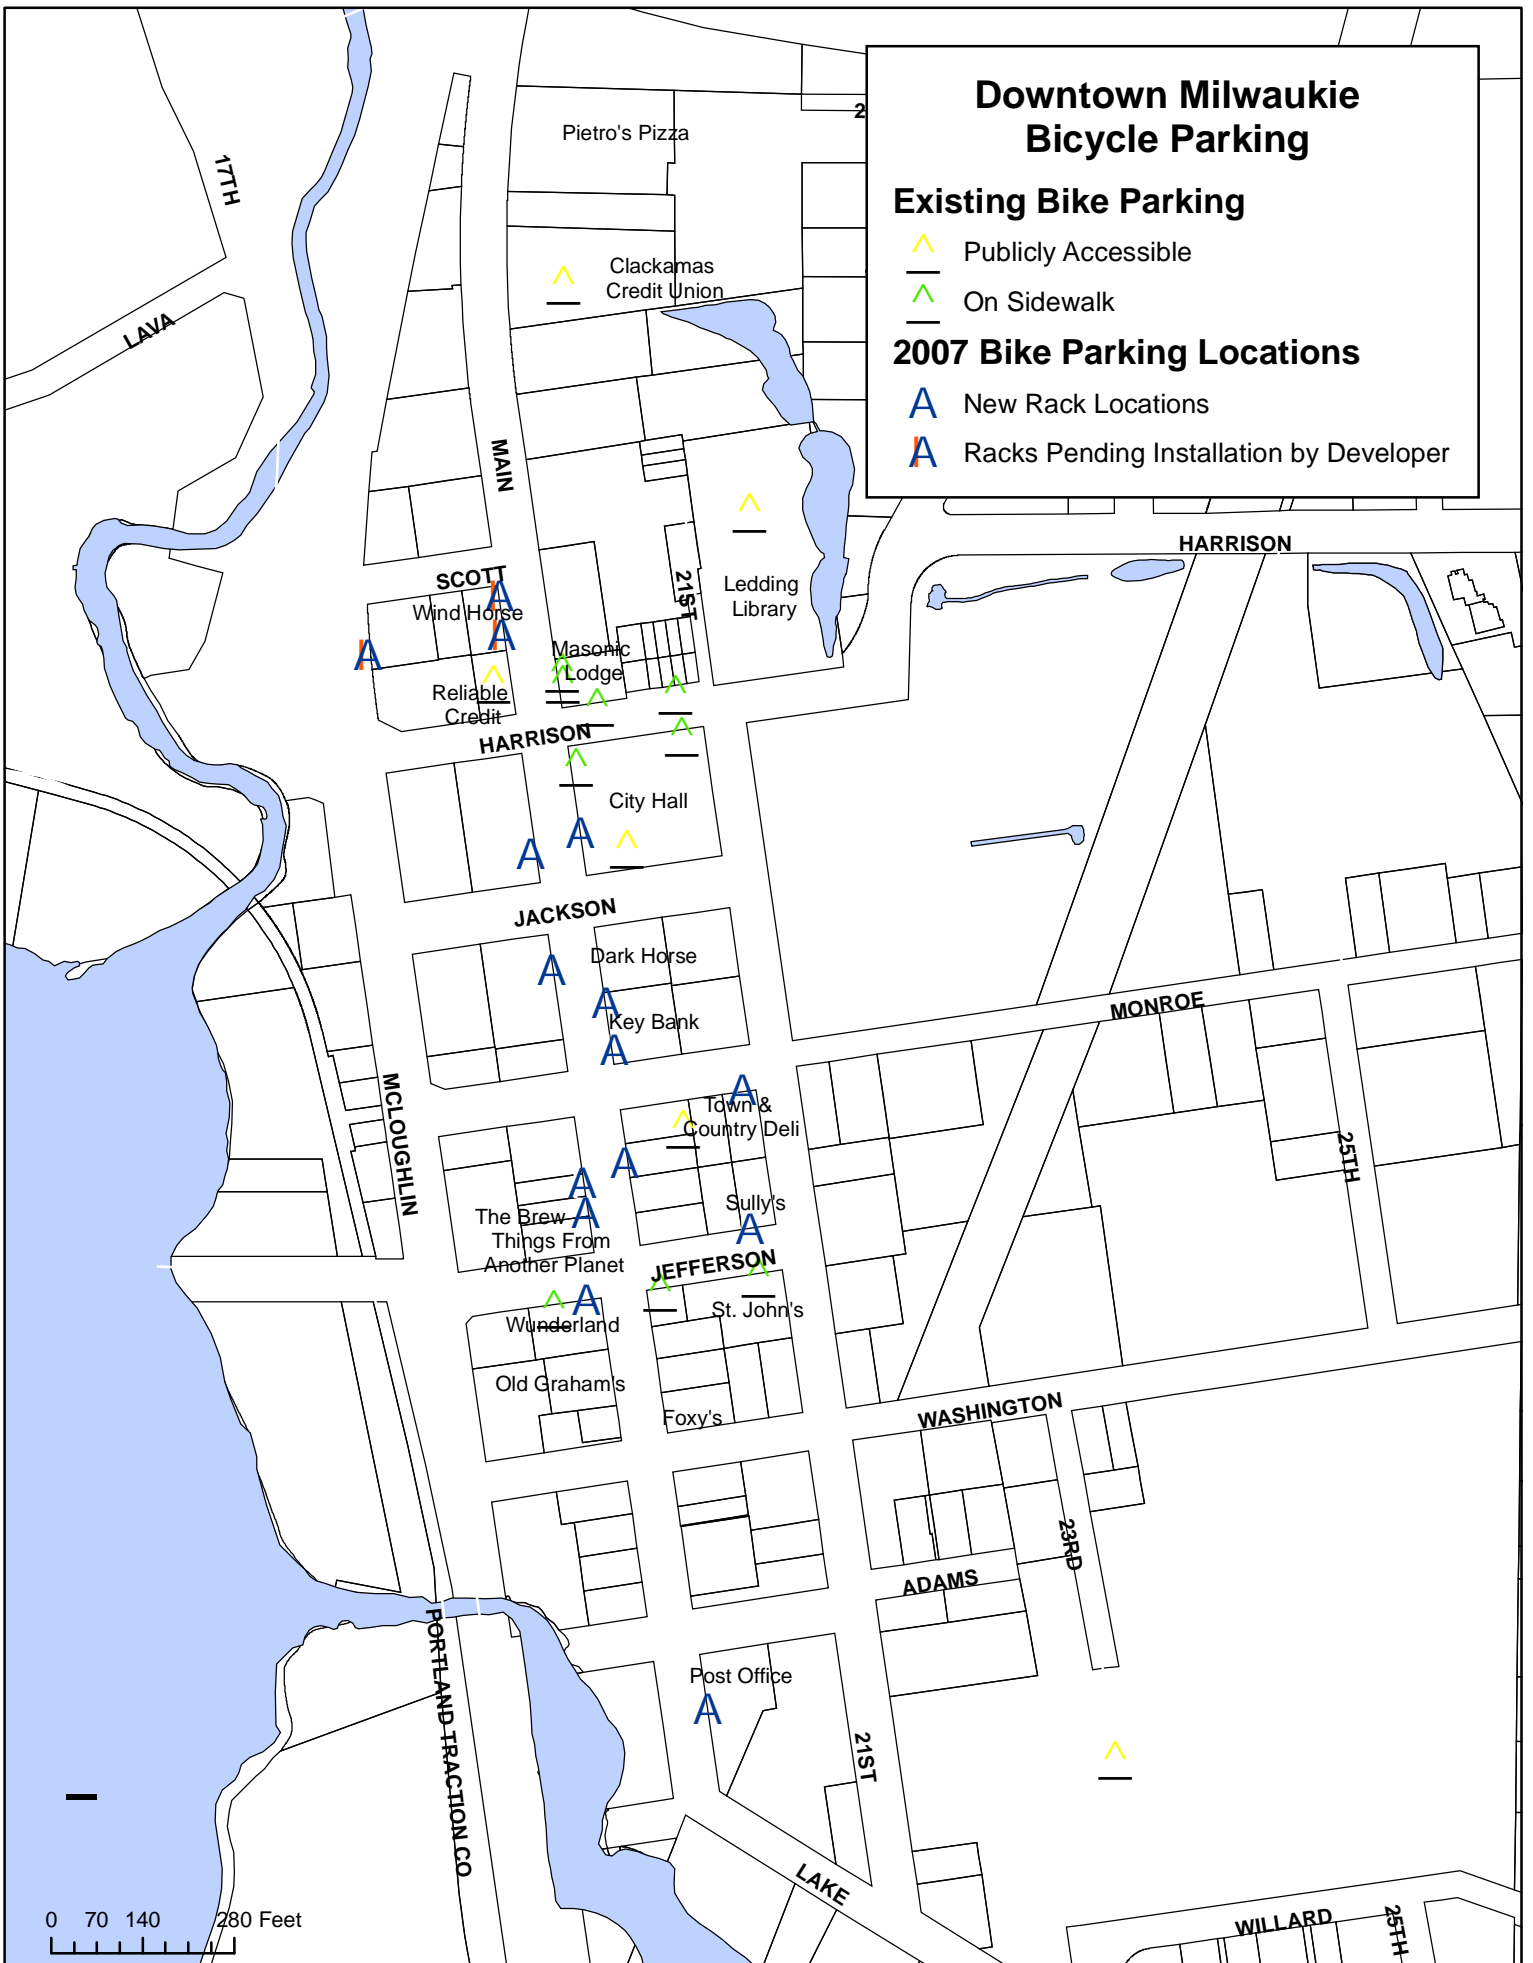 Downtown Milwaukie
Bicycle Parking
Existing Bike Parking
Publicly Accessible
On Sidewalk
2007 Bike Parking Locations
New Rack Locations
Racks Pending Installation by Developer
2
Pietro's Pizza
17TH
Clackamas
Credit Union
LAVA
MAIN
HARRISON
SCOTT
21ST
Ledding
Library
Wind Horse
Masonic
Lodge
Reliable
Credit
HARRISON
City Hall
JACKSON
Dark Horse
MONROE
Key Bank
MCLOUGHLIN
Town &
Country Deli
25TH
Sully's
The Brew
Things From
Another Planet
JEFFERSON
St. John's
Wunderland
Old Graham's
Foxy's
WASHINGTON
23RD
ADAMS
PORTLAND TRACTION CO
Post Office
21ST
LAKE
WILLARD
25TH
0 70 140 280 Feet